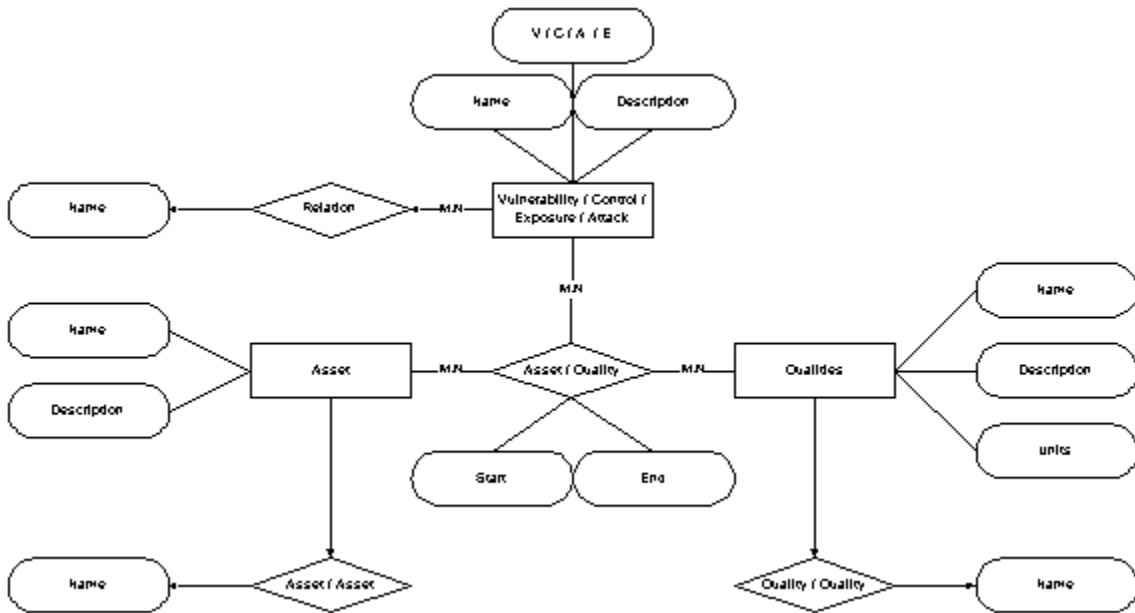 V / C / A / E
Name
Description
Name
Relation
M:N
Vulnerability / Control /
Exposure / Attack
M:N
Name
Name
Asset
M:N
Asset / Quality
M:N
Qualities
Description
Description
Start
End
units
Name
Asset / Asset
Quality / Quality
Name